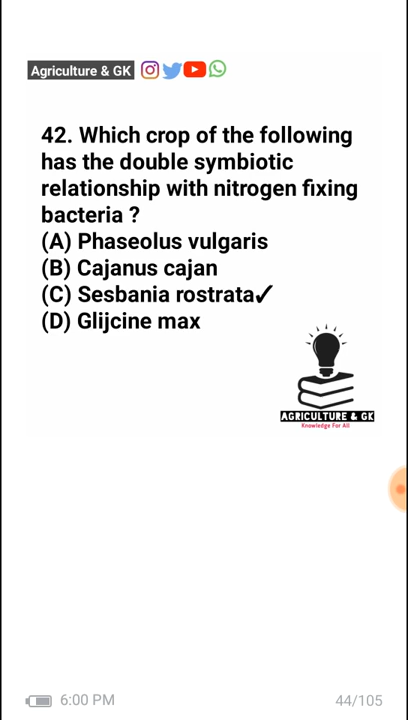 Agriculture & GK
42. Which crop of the following
has the double symbiotic
relationship with nitrogen fixing
bacteria ?
(A) Phaseolus vulgaris
(B) Cajanus cajan
(C) Sesbania rostrata✓
(D) Glijcine max
AGRICULTURE & GK
Knowledge For All
6:00 PM
44/105